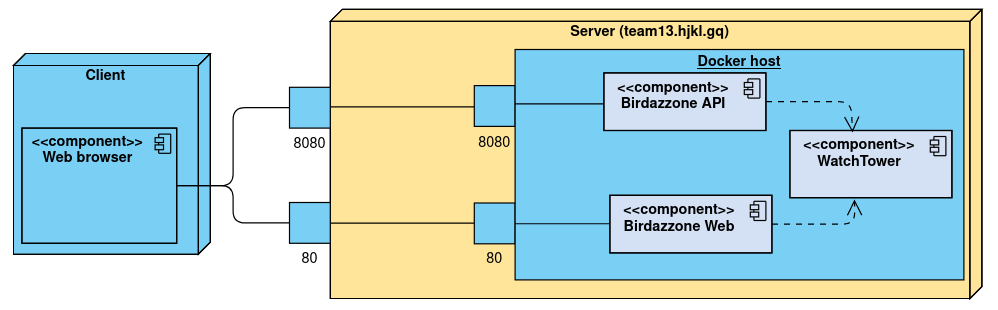 Server (team13.hjkl.gq)
Client
<<component>>
Web browser
8080
80
8080
80
Docker host
<<component>>
Birdazzone API
<<component>>
WatchTower
<<component>>
Birdazzone Web